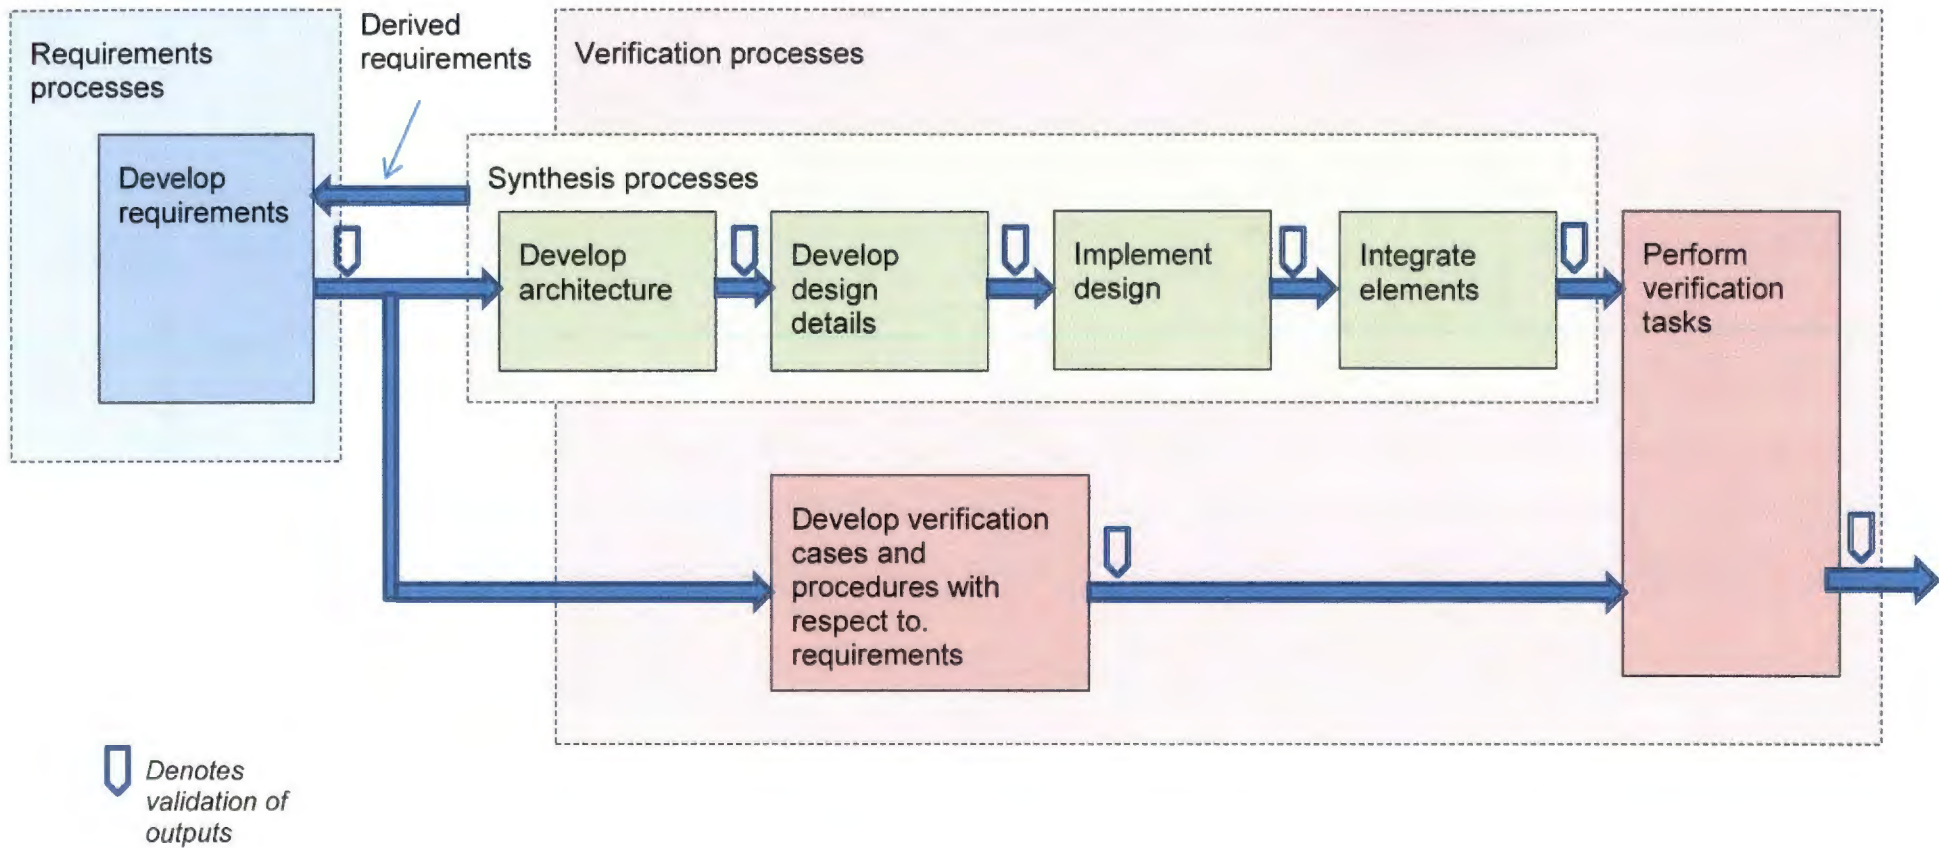 Requirements
processes
Derived
requirements
Verification processes
Develop
requirements
Synthesis processes
Develop
architecture
Develop
design
details
Implement
design
Integrate
elements
Perform
verification
tasks
Develop verification
cases and
procedures with
respect to.
requirements
Denotes
validation of
outputs